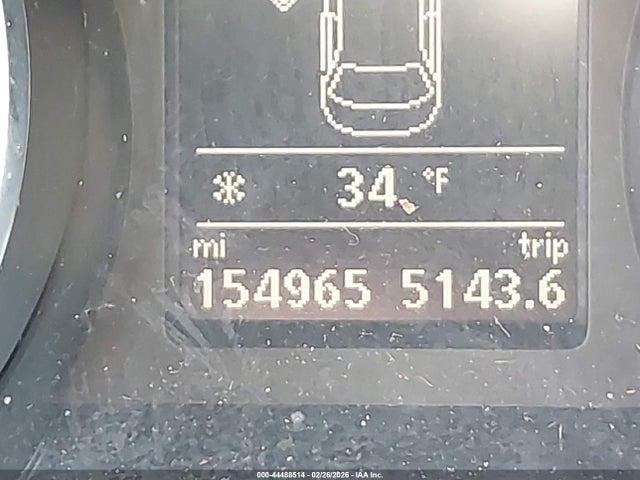 34 °F
mi trip
154965 5143.6
000-44488514 - 02/26/2026 - IAA Inc.